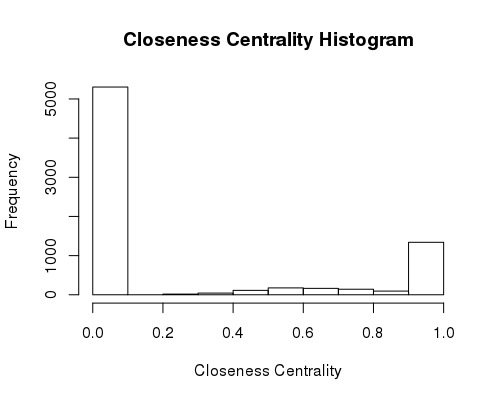 Closeness Centrality Histogram
Frequency
5000
3000
1000
0
0.0 0.2 0.4 0.6 0.8 1.0
Closeness Centrality